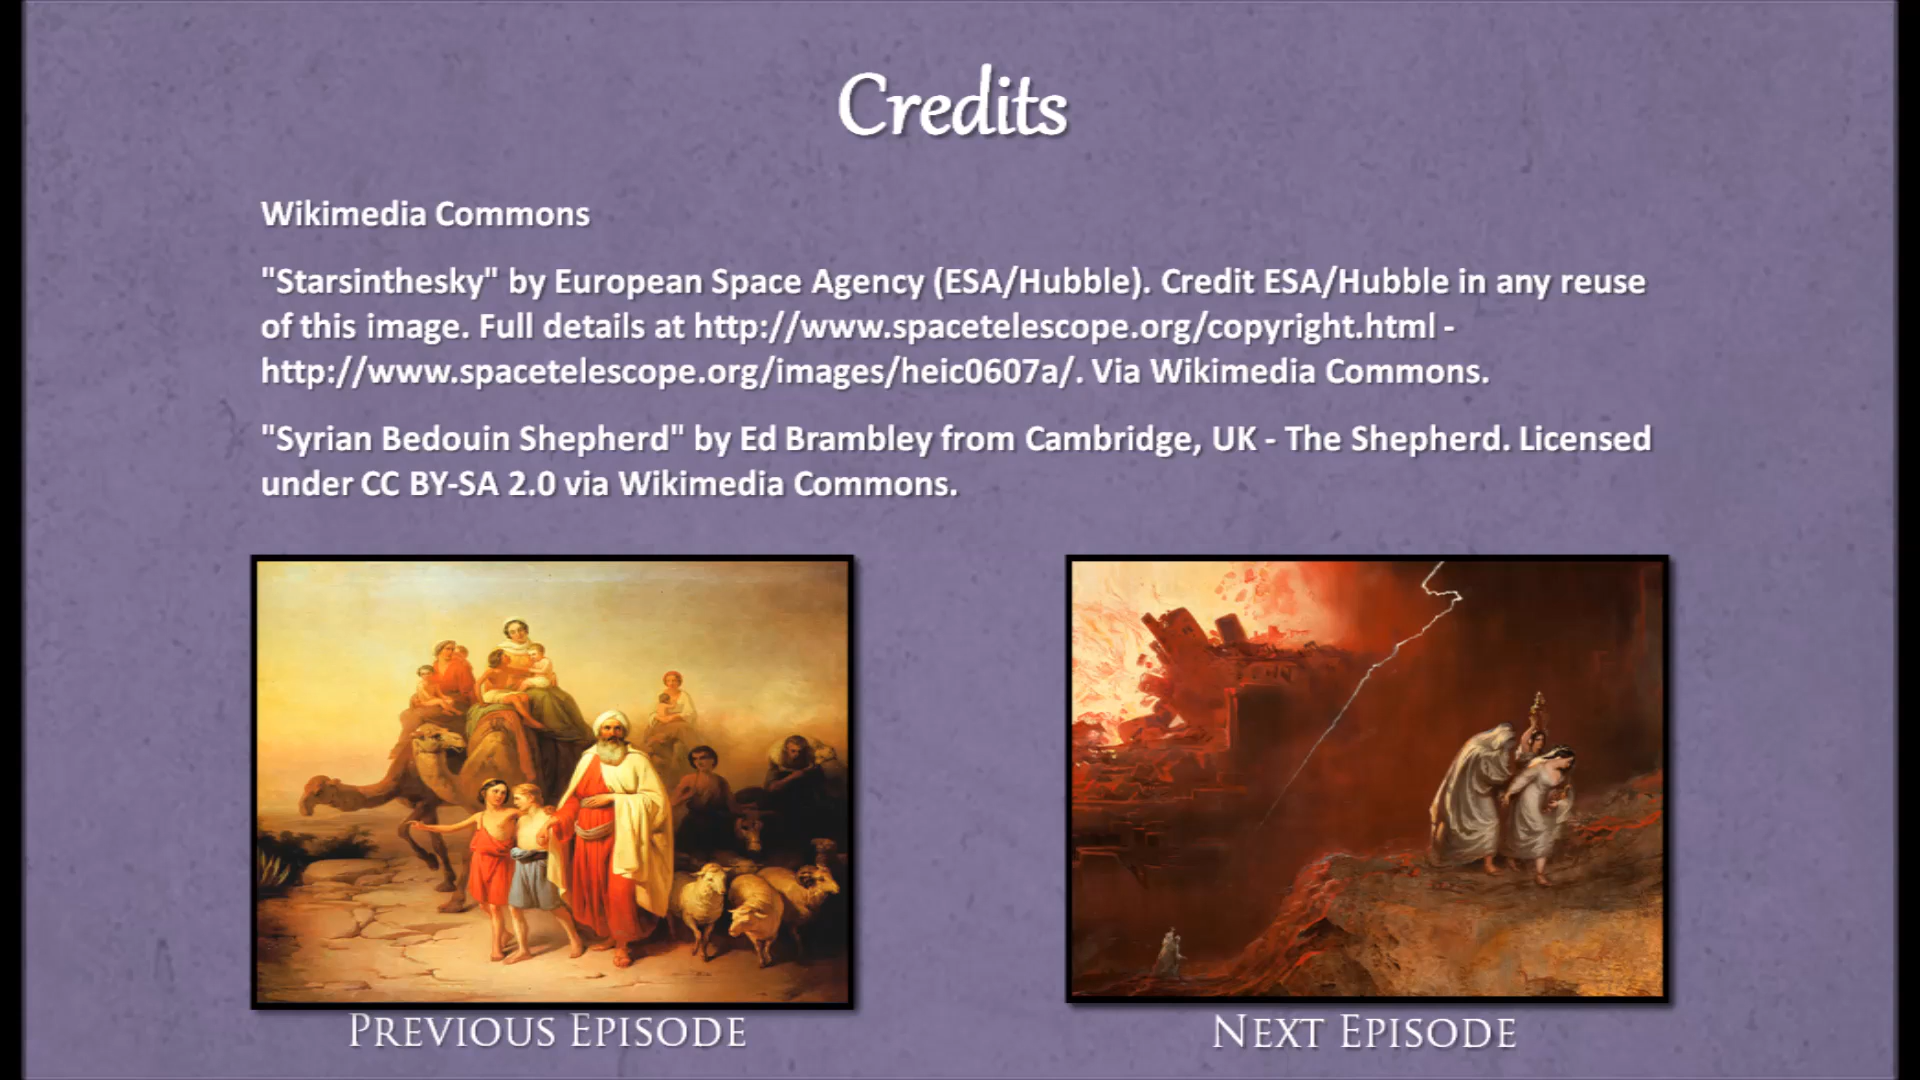 Credits
Wikimedia Commons
"Starsinthesky" by European Space Agency (ESA/Hubble). Credit ESA/Hubble in any reuse
of this image. Full details at http://www.spacetelescope.org/copyright.html -
http://www.spacetelescope.org/images/heic0607a/. Via Wikimedia Commons.
"Syrian Bedouin Shepherd" by Ed Brambley from Cambridge, UK - The Shepherd. Licensed
under CC BY-SA 2.0 via Wikimedia Commons.
Previous Episode
Next Episode